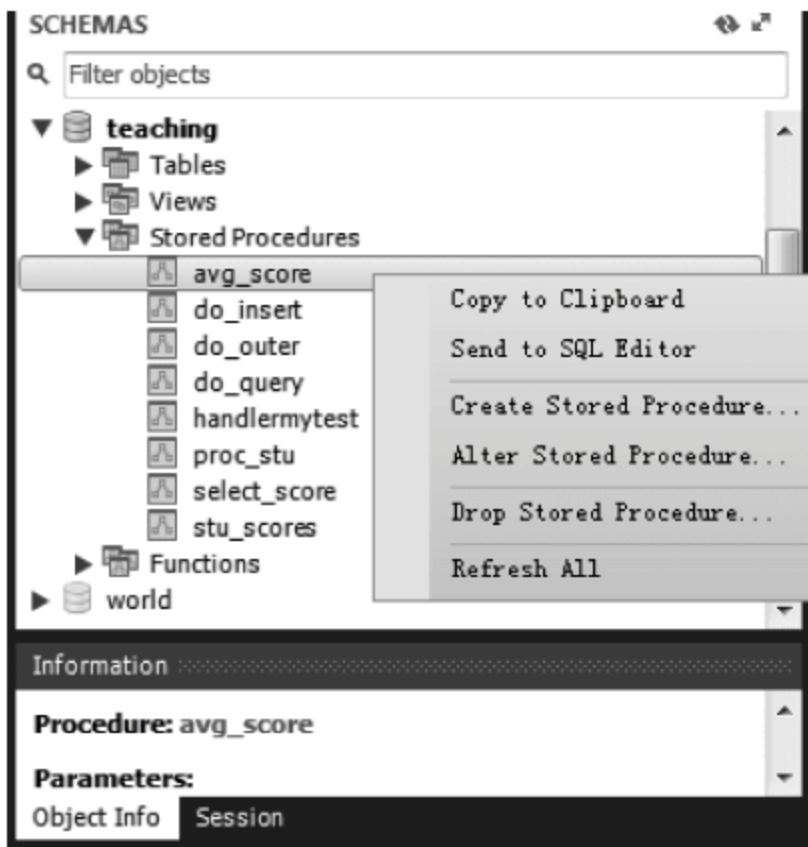 SCHEMAS
Filter objects
teaching
Tables
Views
Stored Procedures
avg_score
do_insert
do_outer
do_query
handlermytest
proc_stu
select_score
stu_scores
Functions
world
Copy to Clipboard
Send to SQL Editor
Create Stored Procedure...
Alter Stored Procedure...
Drop Stored Procedure...
Refresh All
Information
Procedure: avg_score
Parameters:
Object Info Session